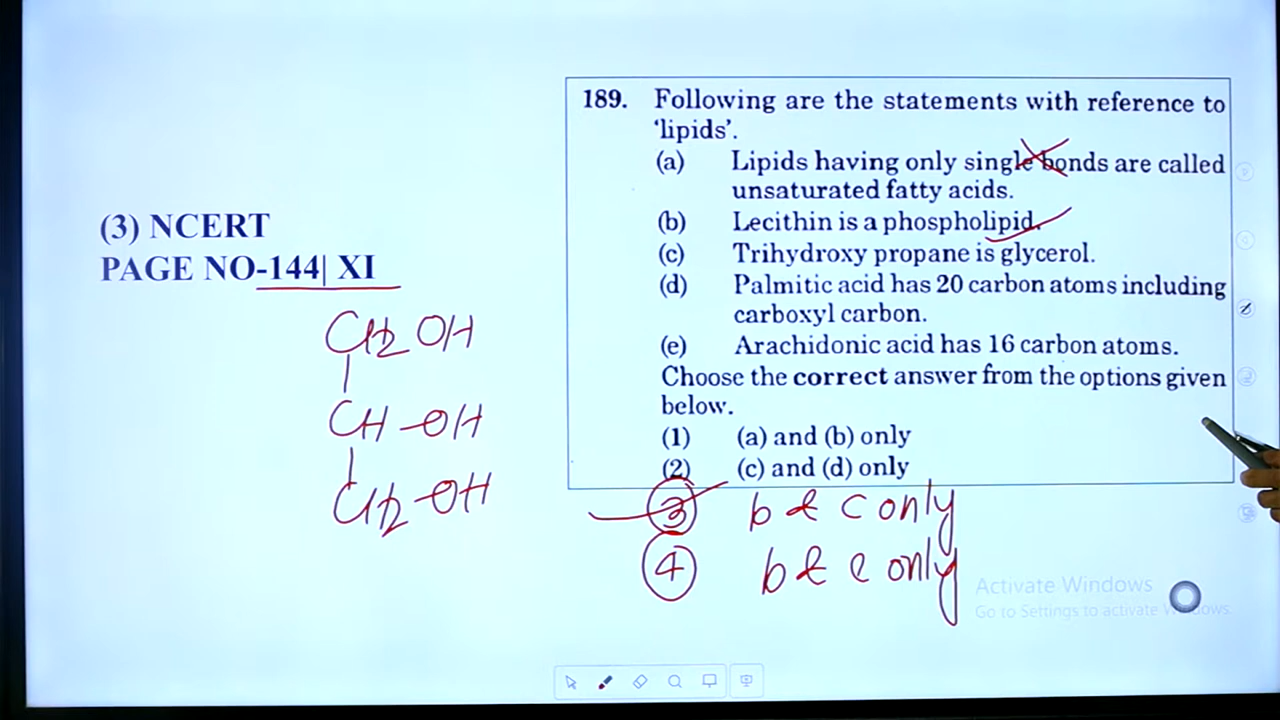 189. Following are the statements with reference to
'lipids'.
(a) Lipids having only single bonds are called
unsaturated fatty acids.
(b) Lecithin is a phospholipid.
(c) Trihydroxy propane is glycerol.
(d) Palmitic acid has 20 carbon atoms including
carboxyl carbon.
(e) Arachidonic acid has 16 carbon atoms.
Choose the correct answer from the options given
below.
(1) (a) and (b) only
(2) (c) and (d) only
3 b & c only
4 b & e only
(3) NCERT
PAGE NO-144| XI
CH2 OH
CH -OH
CH2-OH
Activate Windows
Go to Settings to activate Windows.